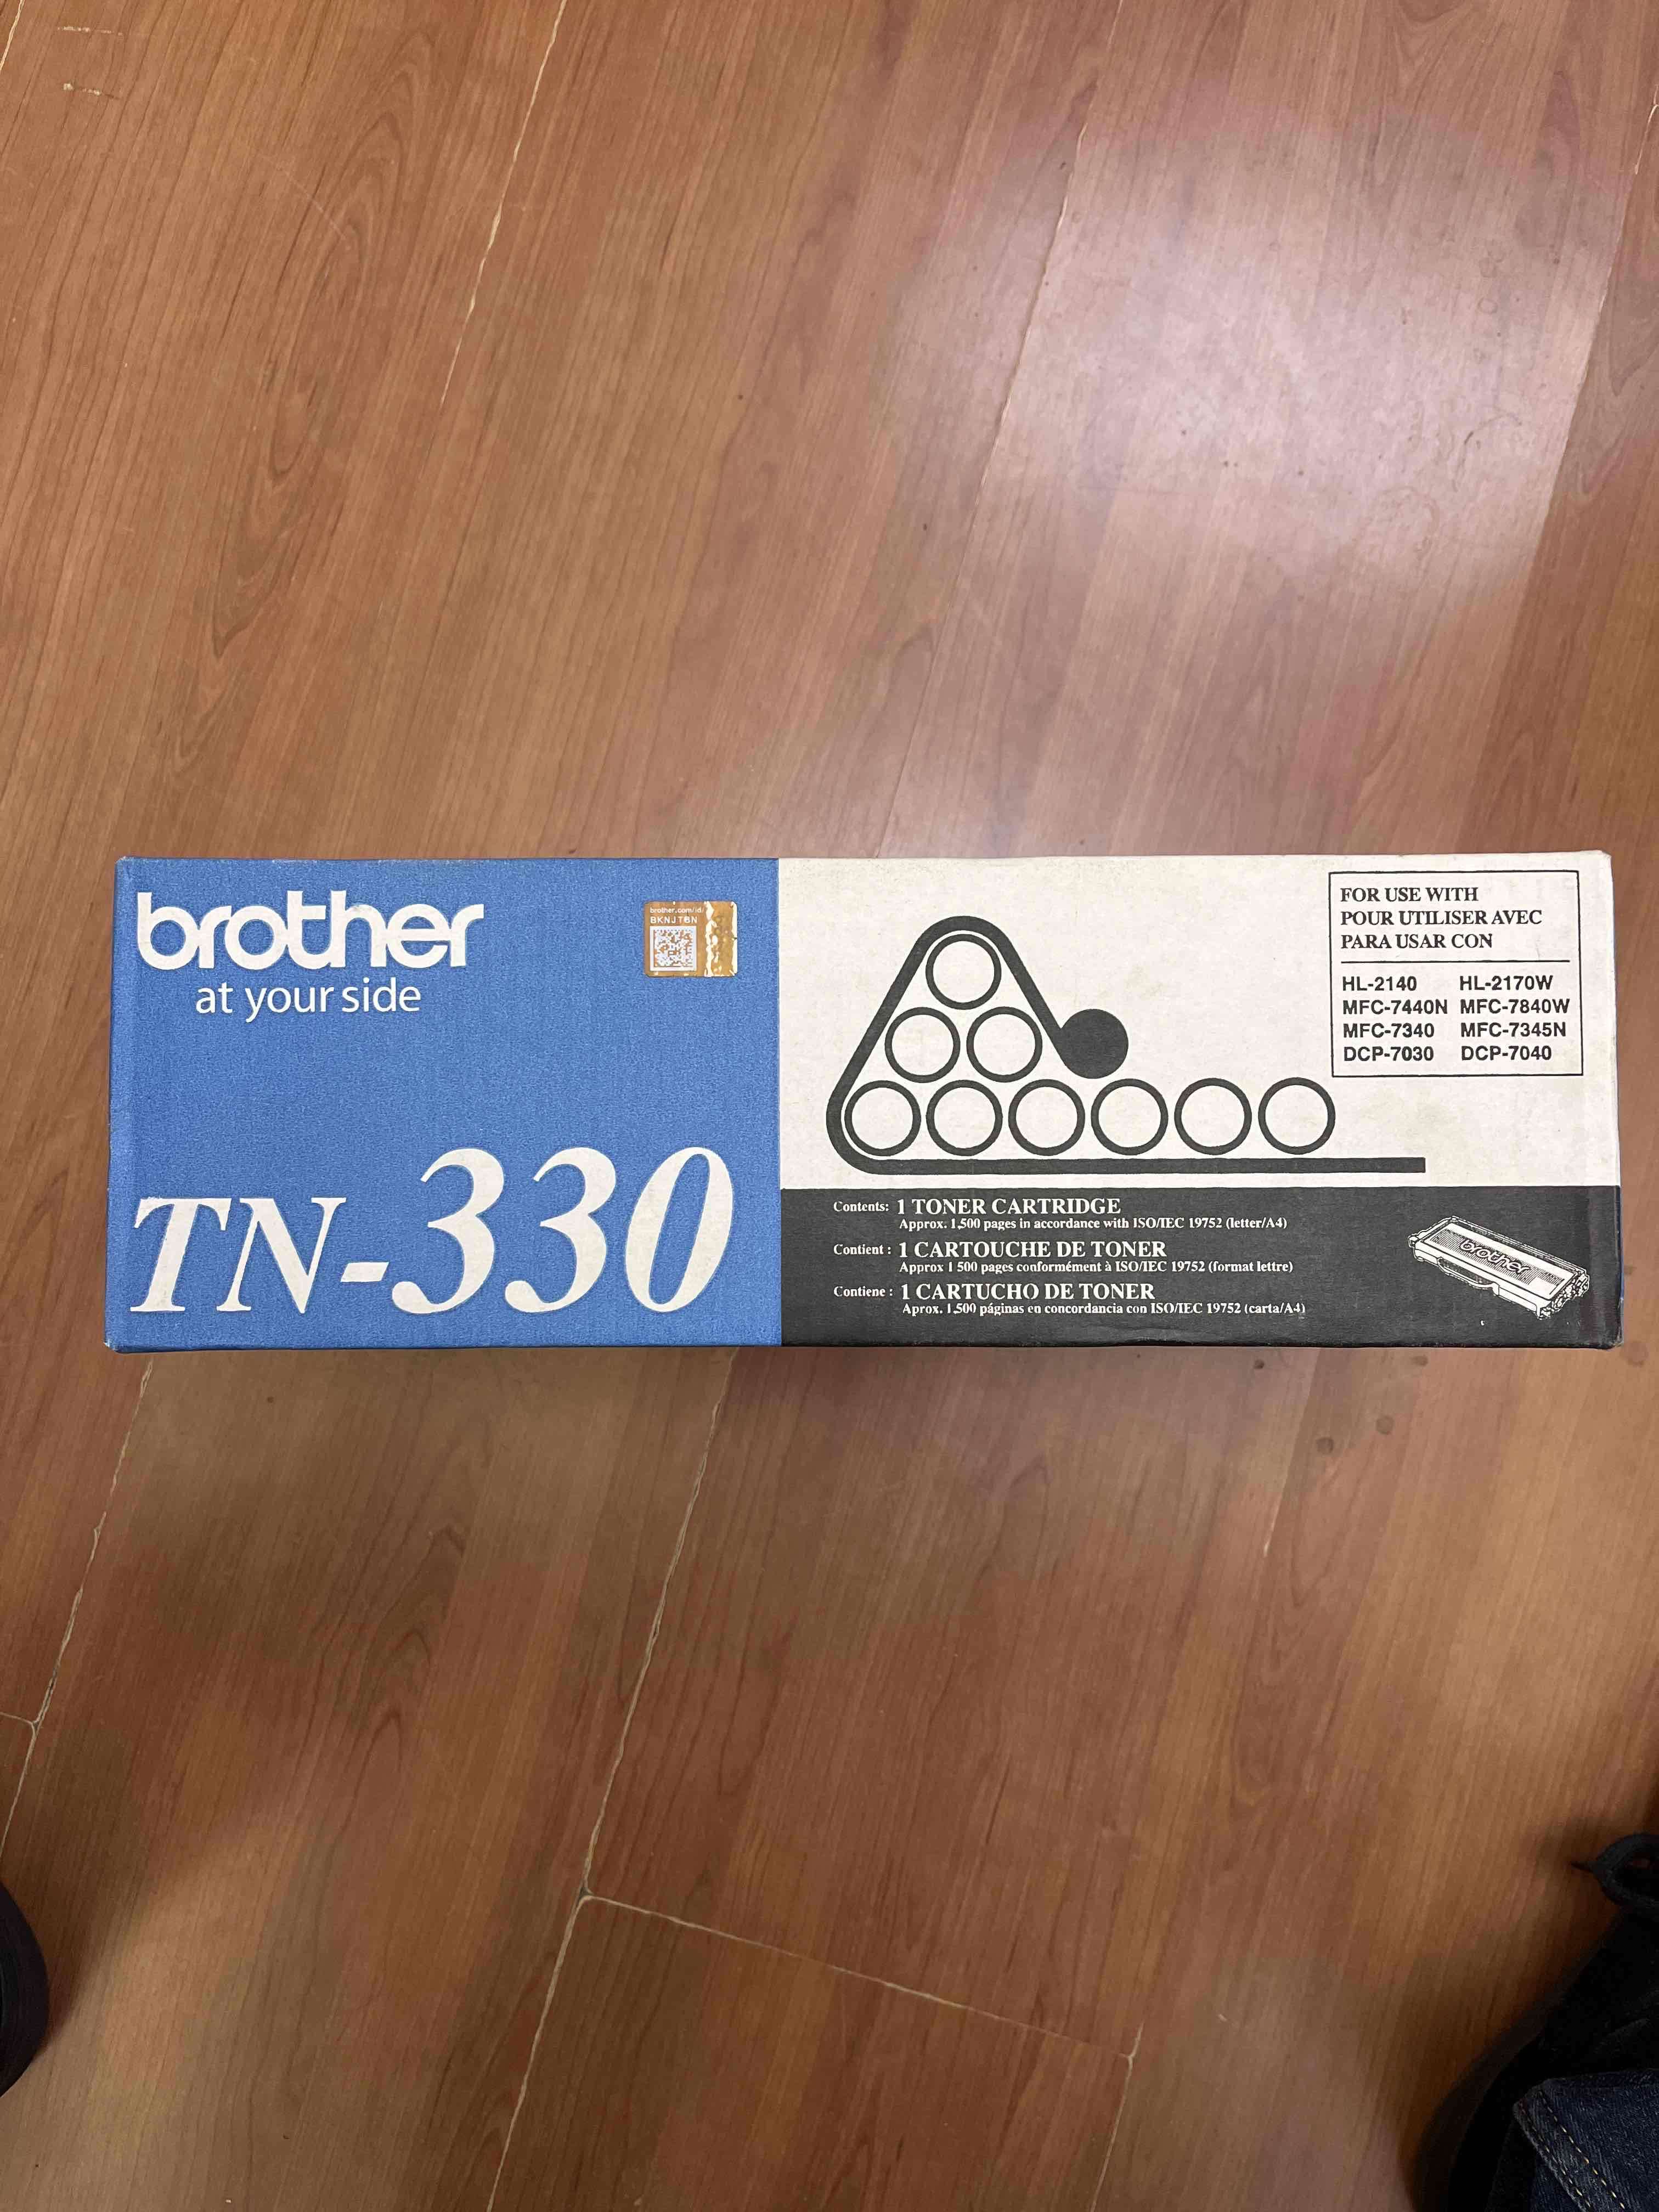 brother
at your side
brother.com/id/
BKNJT6N
TN-330
FOR USE WITH
POUR UTILISER AVEC
PARA USAR CON
HL-2140 HL-2170W
MFC-7440N MFC-7840W
MFC-7340 MFC-7345N
DCP-7030 DCP-7040
Contents: 1 TONER CARTRIDGE
Approx. 1,500 pages in accordance with ISO/IEC 19752 (letter/A4)
Contient : 1 CARTOUCHE DE TONER
Approx 1 500 pages conformément à ISO/IEC 19752 (format lettre)
Contiene : 1 CARTUCHO DE TONER
Aprox. 1,500 páginas en concordancia con ISO/IEC 19752 (carta/A4)
brother